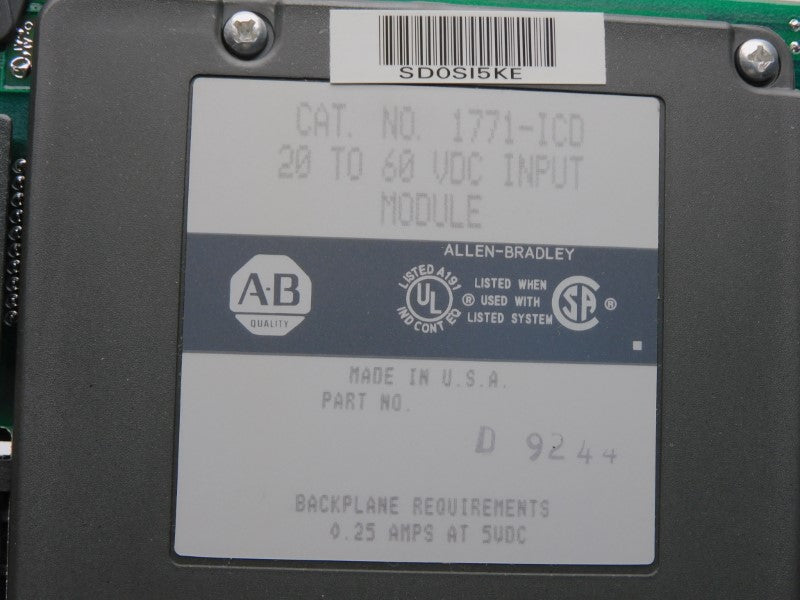 SD0SI5KE
CAT. NO. 1771-ICD
20 TO 60 VDC INPUT
MODULE
ALLEN-BRADLEY
A-B
QUALITY
LISTED A191
UL
IND CONT EQ
®
LISTED WHEN
USED WITH
LISTED SYSTEM
SA
®
MADE IN U.S.A.
PART NO.
D 9244
BACKPLANE REQUIREMENTS
0.25 AMPS AT 5VDC